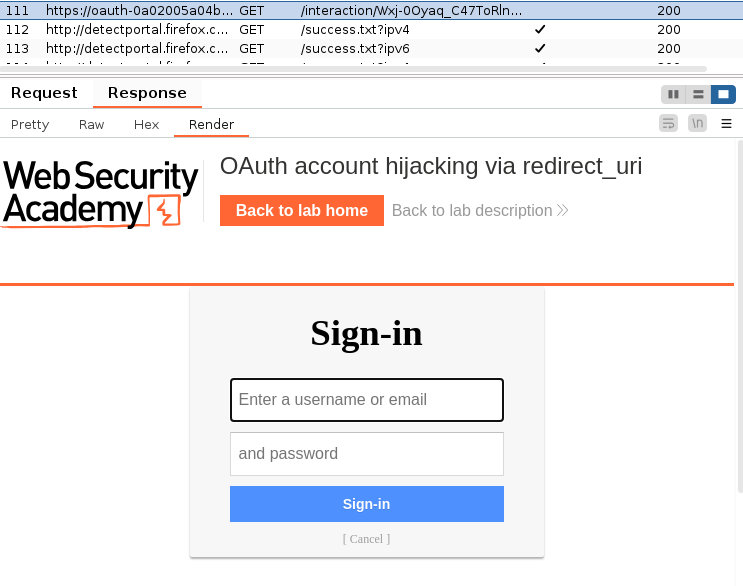 111 https://oauth-0a02005a04b... GET /interaction/Wxj-0Oyaq_C47ToRln... 200
112 http://detectportal.firefox.c... GET /success.txt?ipv4 ✓ 200
113 http://detectportal.firefox.c... GET /success.txt?ipv6 ✓ 200
Request Response
Pretty Raw Hex Render \n
WebSecurity
Academy
OAuth account hijacking via redirect_uri
Back to lab home Back to lab description
Sign-in
Enter a username or email
and password
Sign-in
[ Cancel ]